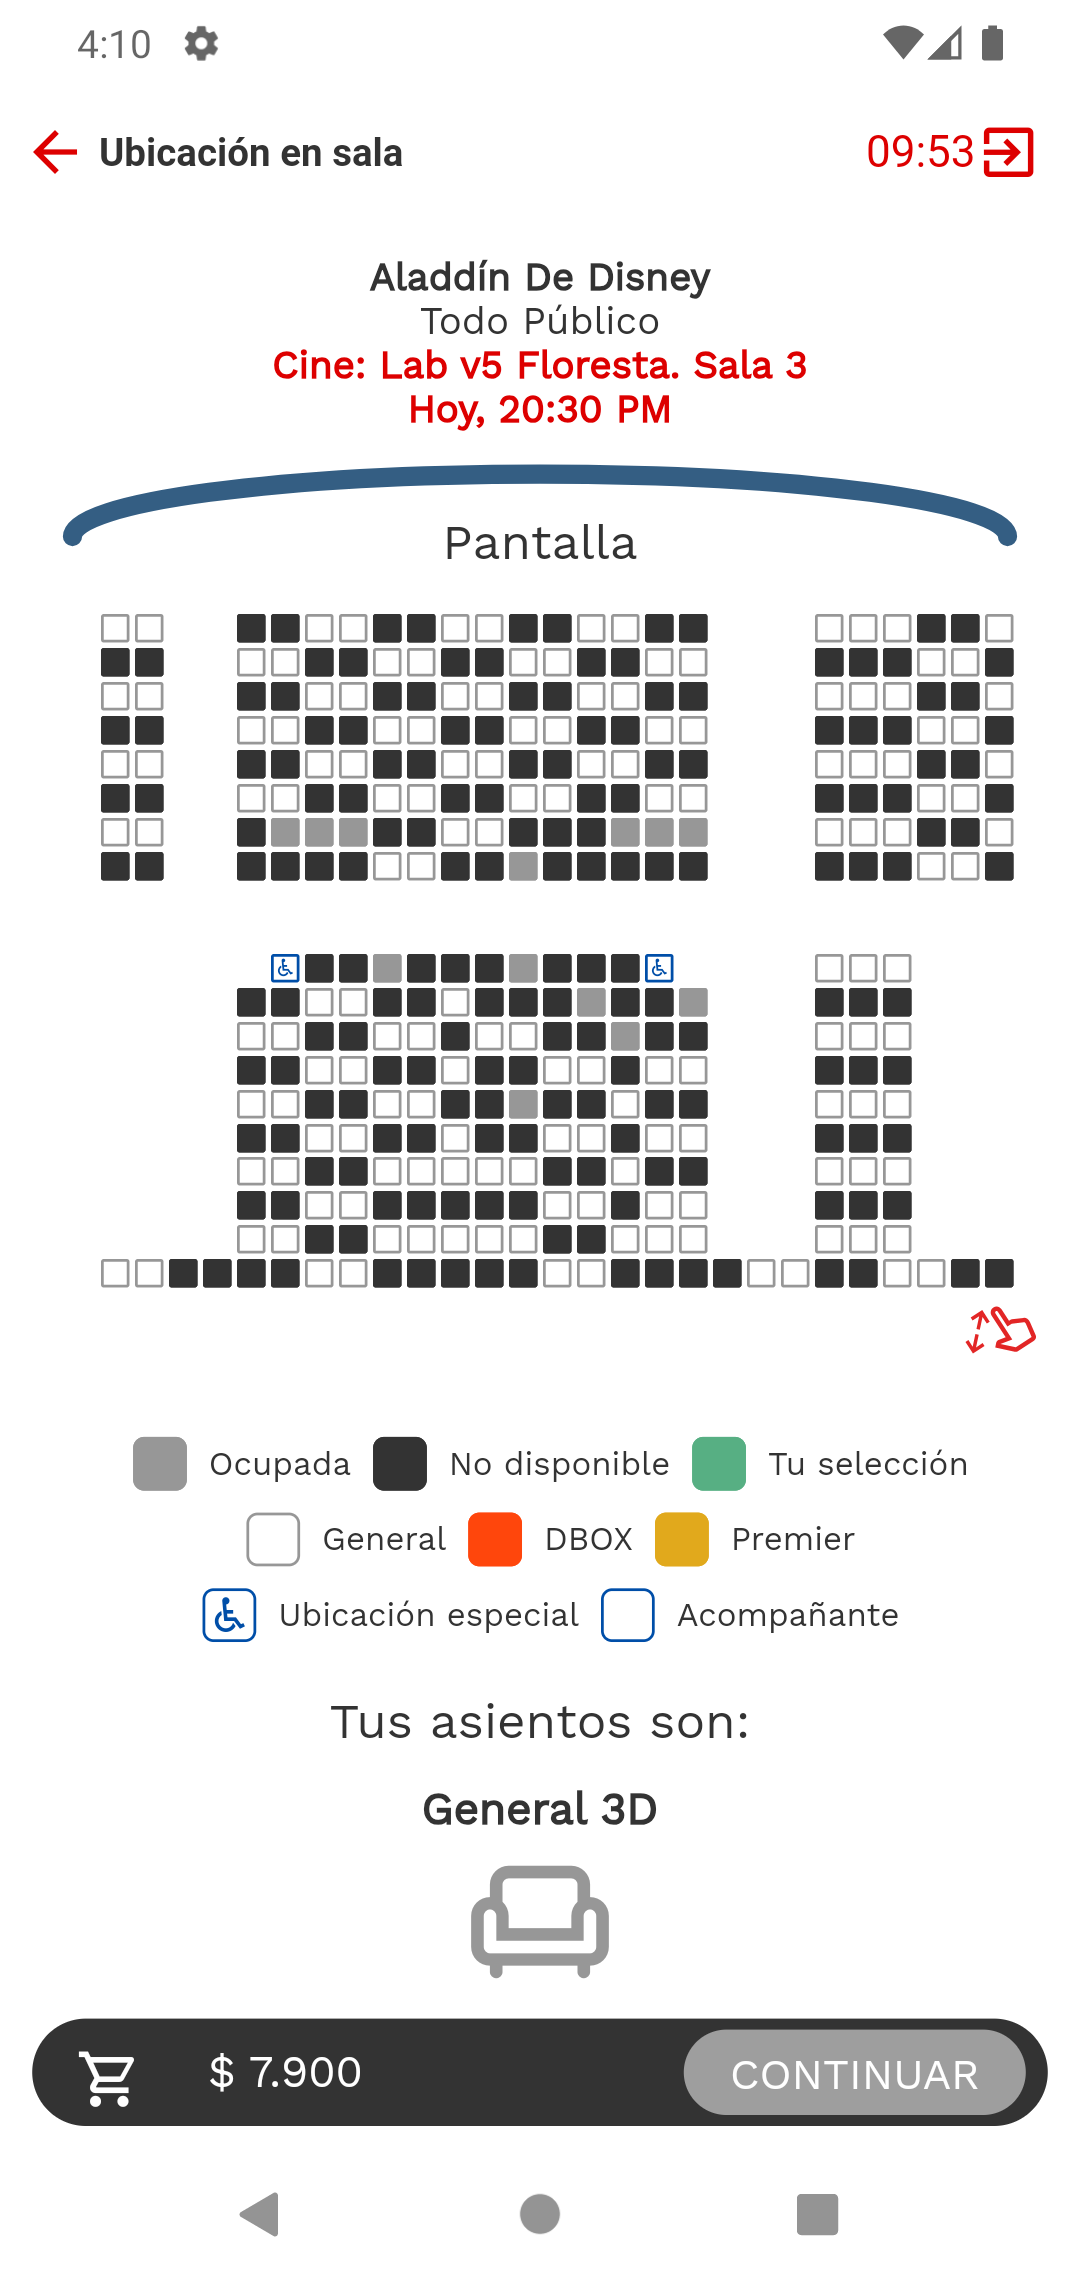 4:10
Ubicación en sala
09:53
Aladdín De Disney
Todo Público
Cine: Lab v5 Floresta. Sala 3
Hoy, 20:30 PM
Pantalla
Ocupada No disponible Tu selección
General DBOX Premier
Ubicación especial Acompañante
Tus asientos son:
General 3D
$ 7.900
CONTINUAR